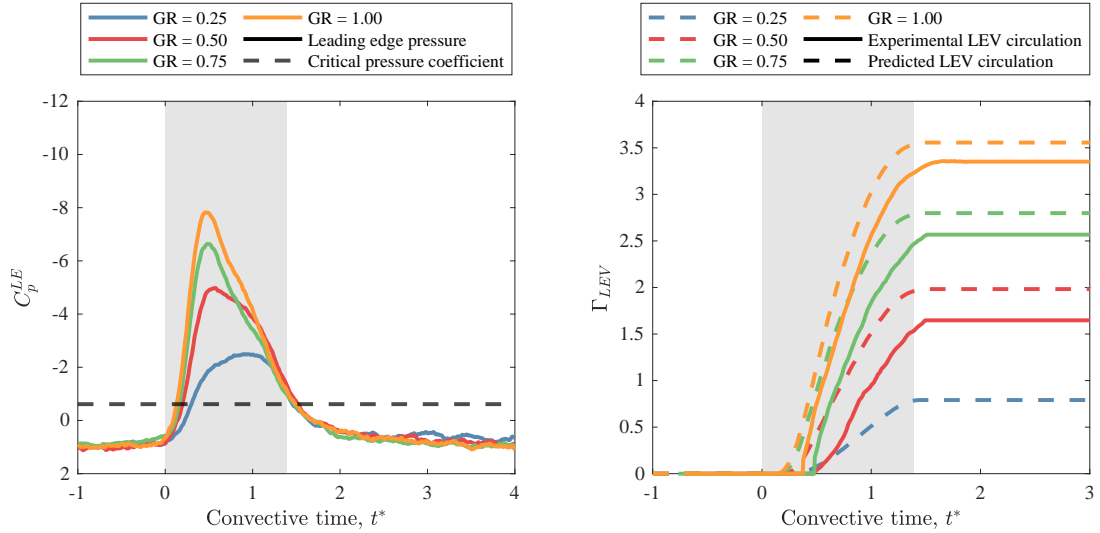 GR = 0.25
GR = 0.50
GR = 0.75
GR = 1.00
Leading edge pressure
Critical pressure coefficient
-12
-10
-8
-6
-4
-2
0
2
-1
0
1
2
3
4
C_p^{LE}
Convective time, t*
GR = 0.25
GR = 0.50
GR = 0.75
GR = 1.00
Experimental LEV circulation
Predicted LEV circulation
4
3.5
3
2.5
2
1.5
1
0.5
0
-1
0
1
2
3
Γ_{LEV}
Convective time, t*